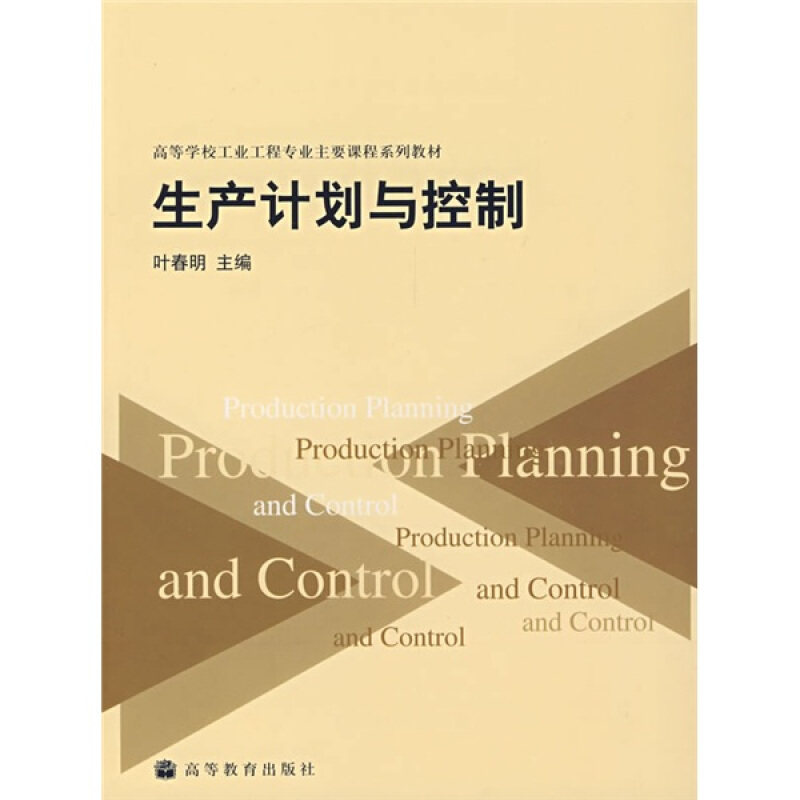 高等学校工业工程专业主要课程系列教材
生产计划与控制
叶春明 主编
Production Planning
Production Planning
Production Planning
and Control
Production Planning
and Control
and Control
and Control
and Control
高等教育出版社